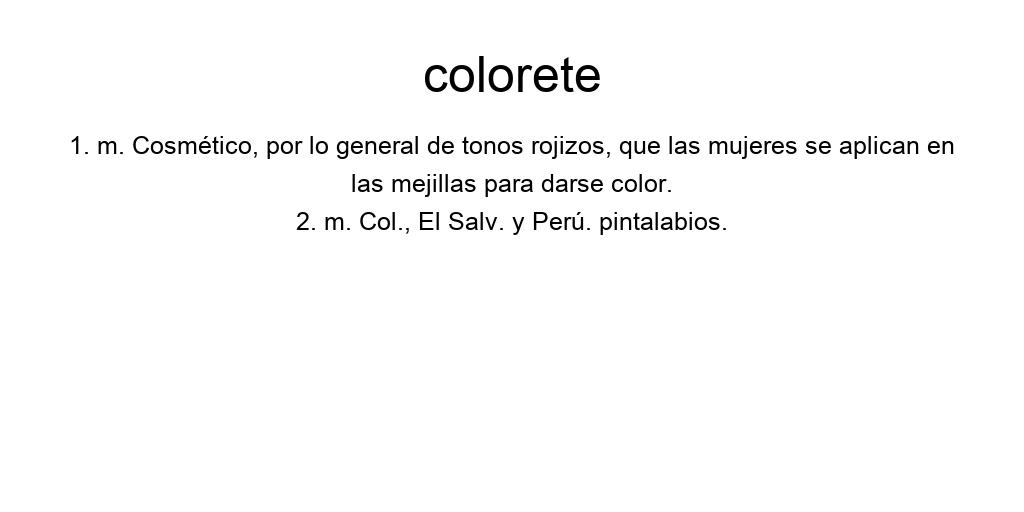 colorete
1. m. Cosmético, por lo general de tonos rojizos, que las mujeres se aplican en
las mejillas para darse color.
2. m. Col., El Salv. y Perú. pintalabios.